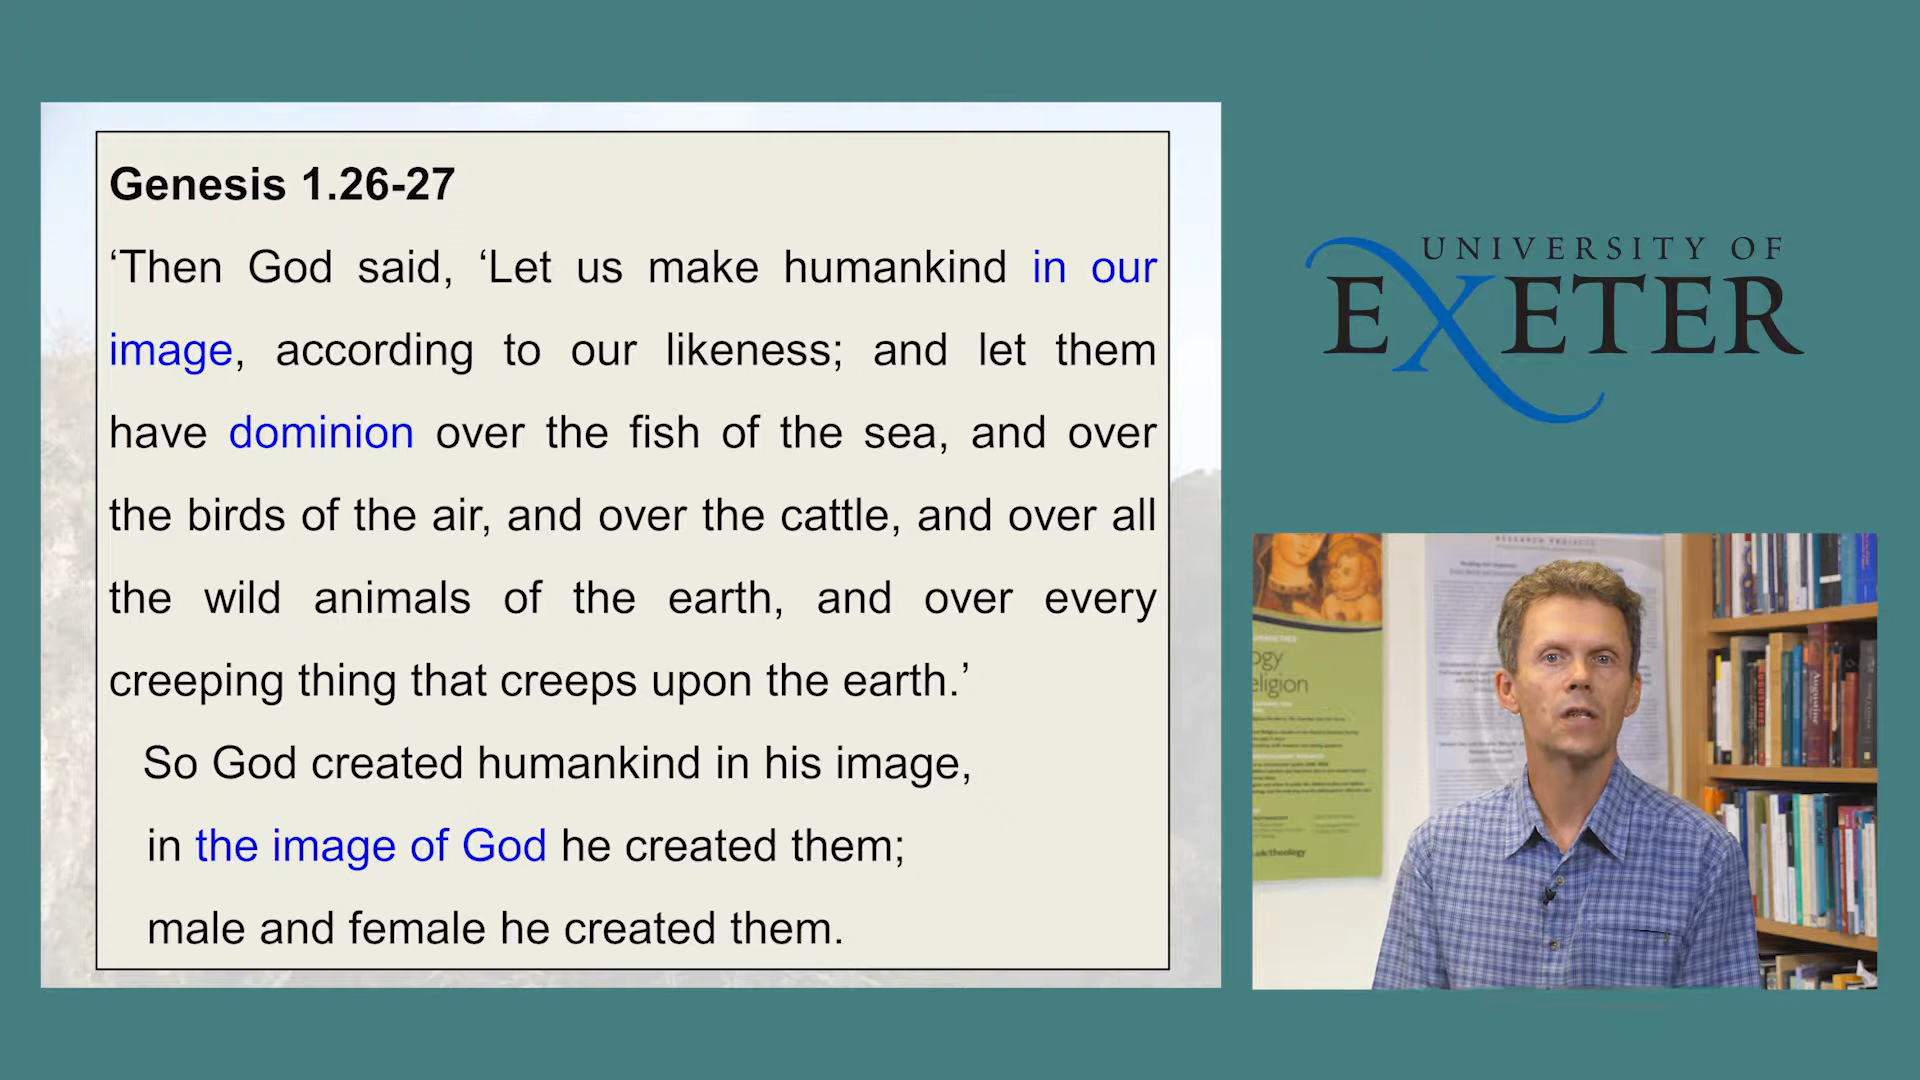 Genesis 1.26-27
‘Then God said, ‘Let us make humankind in our
image, according to our likeness; and let them
have dominion over the fish of the sea, and over
the birds of the air, and over the cattle, and over all
the wild animals of the earth, and over every
creeping thing that creeps upon the earth.’
So God created humankind in his image,
in the image of God he created them;
male and female he created them.
UNIVERSITY OF
EXETER
RESEARCH PROJECTS
ogy
eligion
Augustine